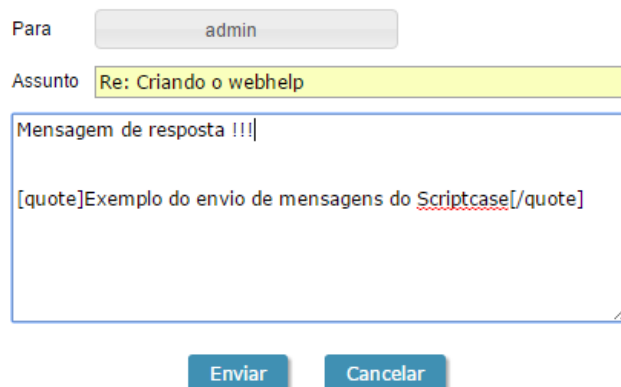 Para admin
Assunto Re: Criando o webhelp
Mensagem de resposta !!!
[quote]Exemplo do envio de mensagens do Scriptcase[/quote]
Enviar Cancelar